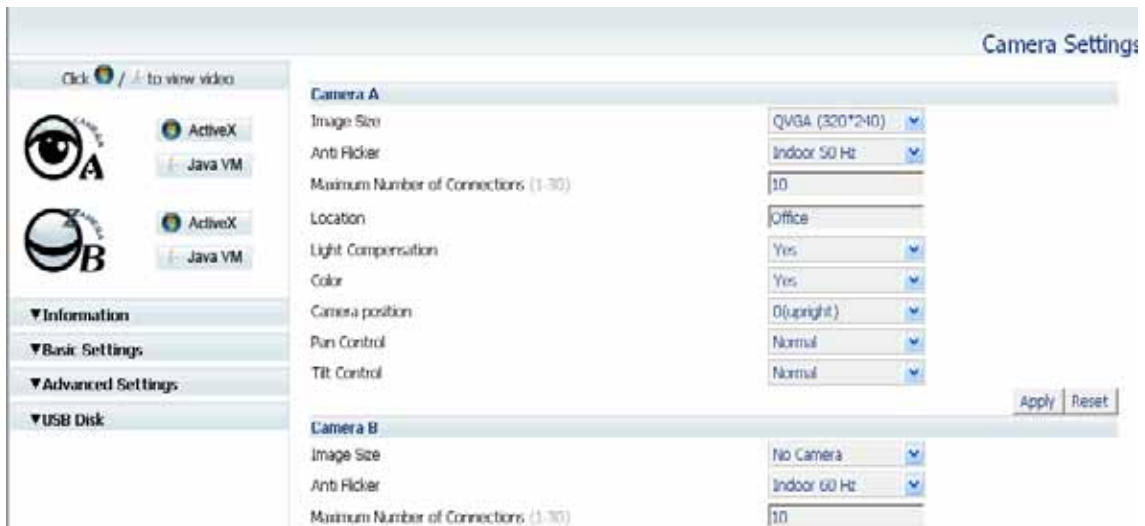 Camera Settings
Click / to view video
CAMERA A
ActiveX
Java VM
CAMERA B
ActiveX
Java VM
▼Information
▼Basic Settings
▼Advanced Settings
▼USB Disk
Camera A
Image Size QVGA (320*240)
Anti Flicker Indoor 50 Hz
Maximum Number of Connections (1-30) 10
Location Office
Light Compensation Yes
Color Yes
Camera position 0(upright)
Pan Control Normal
Tilt Control Normal
Apply Reset
Camera B
Image Size No Camera
Anti Flicker Indoor 60 Hz
Maximum Number of Connections (1-30) 10